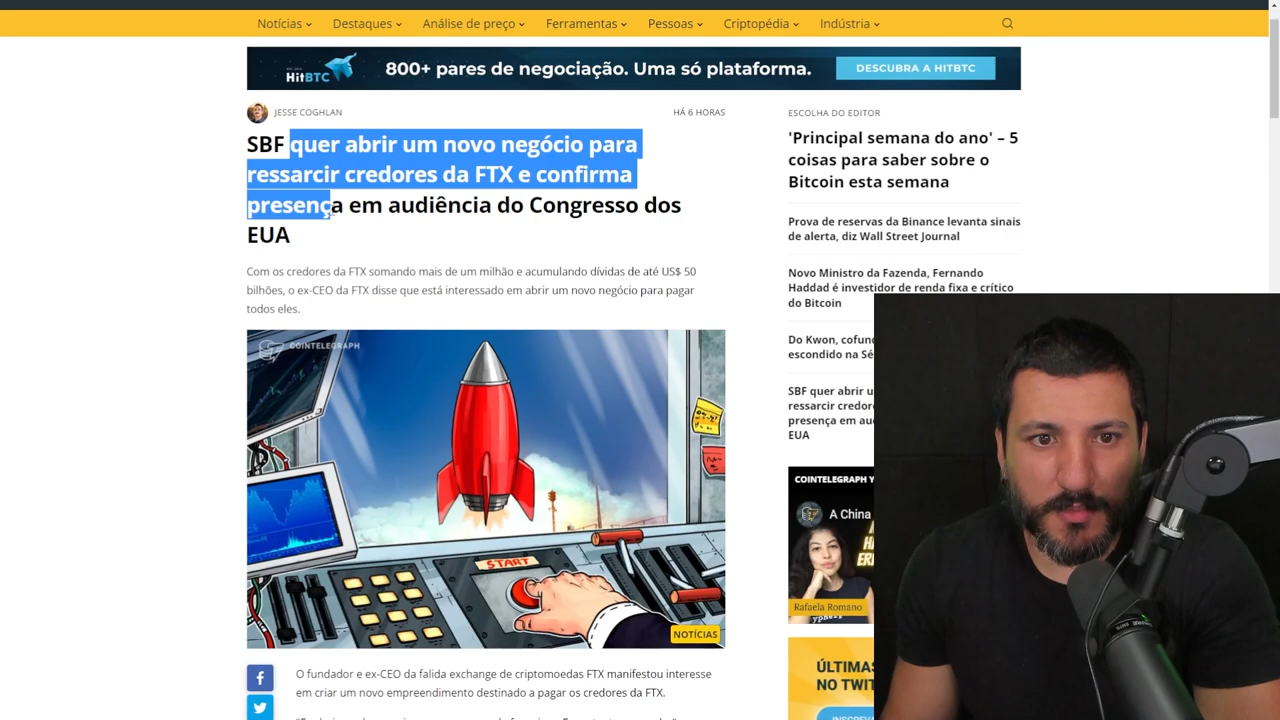 Notícias
Destaques
Análise de preço
Ferramentas
Pessoas
Criptopédia
Indústria
HitBTC
800+ pares de negociação. Uma só plataforma.
DESCUBRA A HITBTC
JESSE COGHLAN
HÁ 6 HORAS
SBF quer abrir um novo negócio para
ressarcir credores da FTX e confirma
presença em audiência do Congresso dos
EUA
Com os credores da FTX somando mais de um milhão e acumulando dívidas de até US$ 50
bilhões, o ex-CEO da FTX disse que está interessado em abrir um novo negócio para pagar
todos eles.
COINTELEGRAPH
START
NOTÍCIAS
O fundador e ex-CEO da falida exchange de criptomoedas FTX manifestou interesse
em criar um novo empreendimento destinado a pagar os credores da FTX.
ESCOLHA DO EDITOR
'Principal semana do ano' – 5
coisas para saber sobre o
Bitcoin esta semana
Prova de reservas da Binance levanta sinais
de alerta, diz Wall Street Journal
Novo Ministro da Fazenda, Fernando
Haddad é investidor de renda fixa e crítico
do Bitcoin
Do Kwon, cofun
escondido na Sé
SBF quer abrir u
ressarcir credor
presença em au
EUA
COINTELEGRAPH Y
A China
Rafaela Romano
ÚLTIMAS
NO TWIT